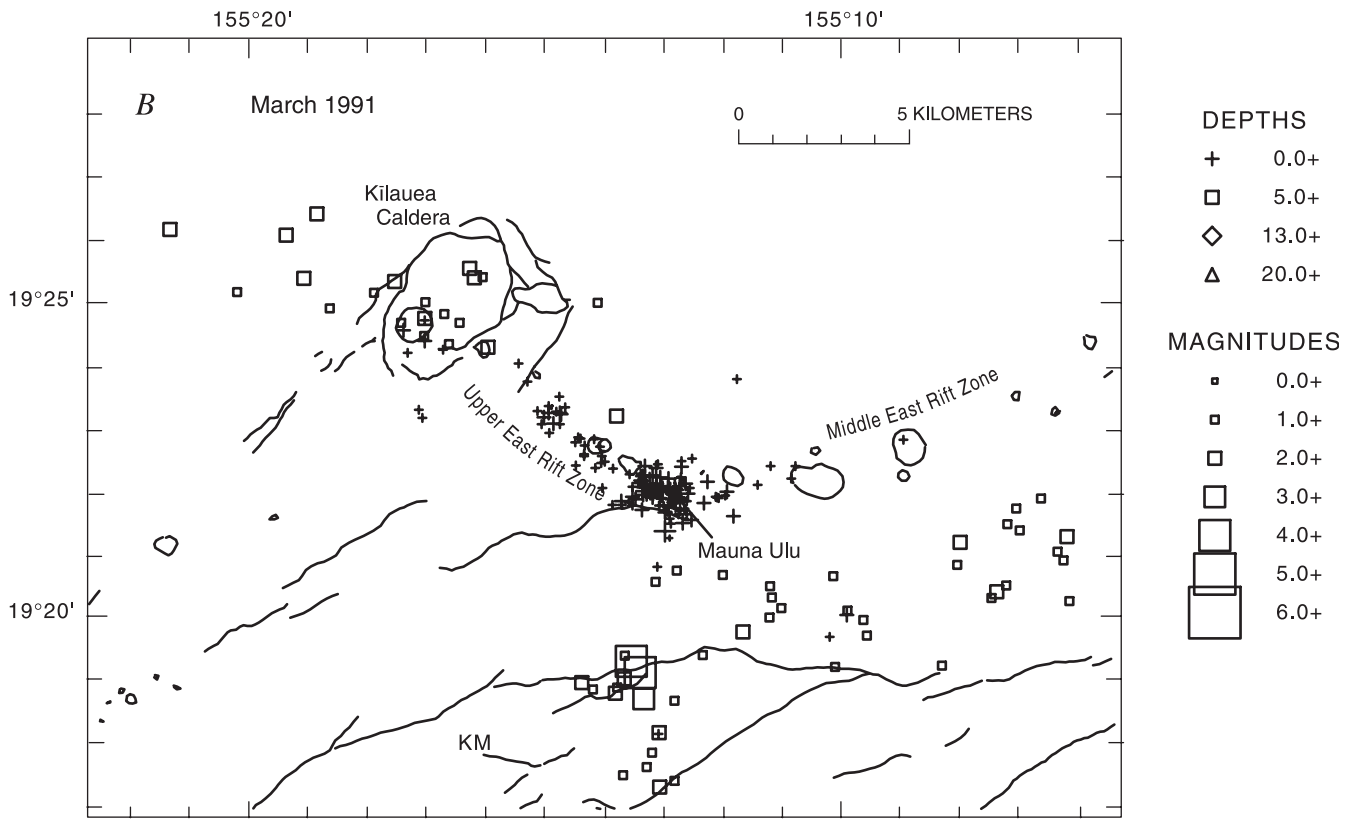 155°20'
155°10'
B
March 1991
0
5 KILOMETERS
Kīlauea
Caldera
19°25'
Upper East Rift Zone
Middle East Rift Zone
Mauna Ulu
19°20'
KM
DEPTHS
0.0+
5.0+
13.0+
20.0+
MAGNITUDES
0.0+
1.0+
2.0+
3.0+
4.0+
5.0+
6.0+